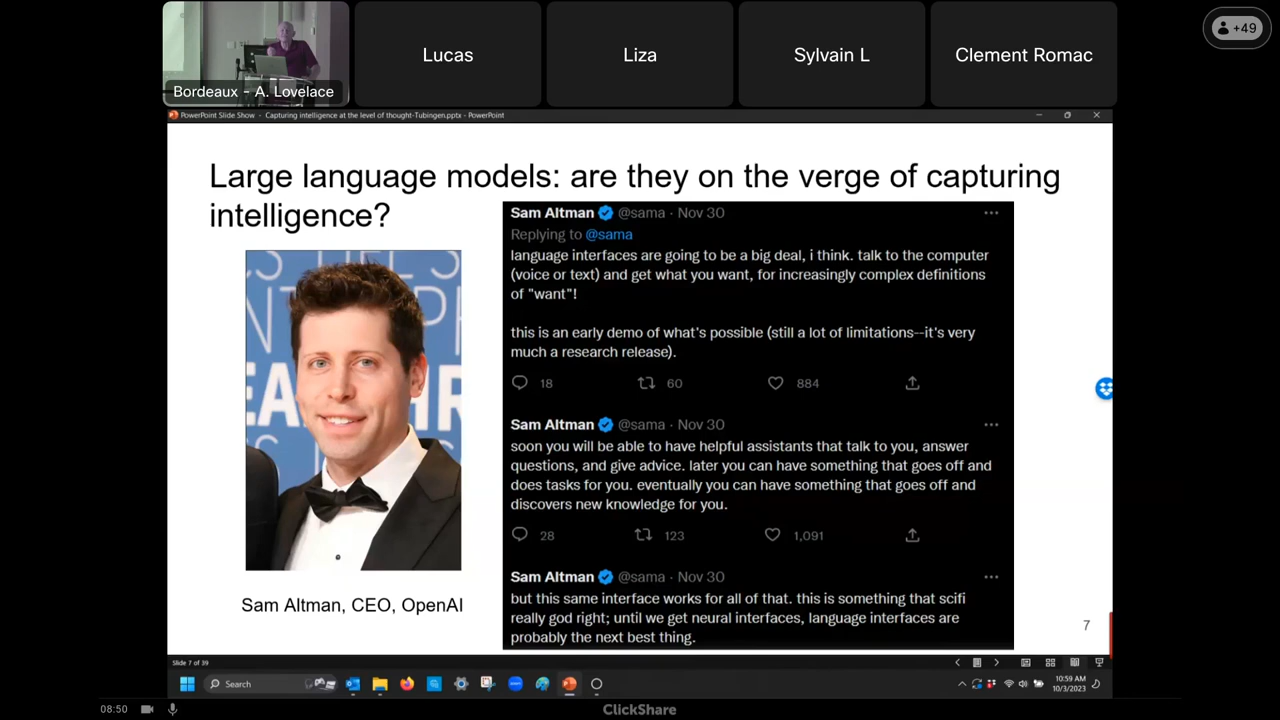 +49
Lucas
Liza
Sylvain L
Clement Romac
Bordeaux - A. Lovelace
PowerPoint Slide Show - Capturing intelligence at the level of thought-Tubingen.pptx - PowerPoint
Large language models: are they on the verge of capturing
intelligence?
Sam Altman @sama · Nov 30
Replying to @sama
language interfaces are going to be a big deal, i think. talk to the computer
(voice or text) and get what you want, for increasingly complex definitions
of "want"!
this is an early demo of what's possible (still a lot of limitations--it's very
much a research release).
18 60 884
Sam Altman @sama · Nov 30
soon you will be able to have helpful assistants that talk to you, answer
questions, and give advice. later you can have something that goes off and
does tasks for you. eventually you can have something that goes off and
discovers new knowledge for you.
28 123 1,091
Sam Altman @sama · Nov 30
but this same interface works for all of that. this is something that scifi
really god right; until we get neural interfaces, language interfaces are
probably the next best thing.
Sam Altman, CEO, OpenAI
7
Slide 7 of 39
Search
10:59 AM
10/3/2023
08:50
ClickShare